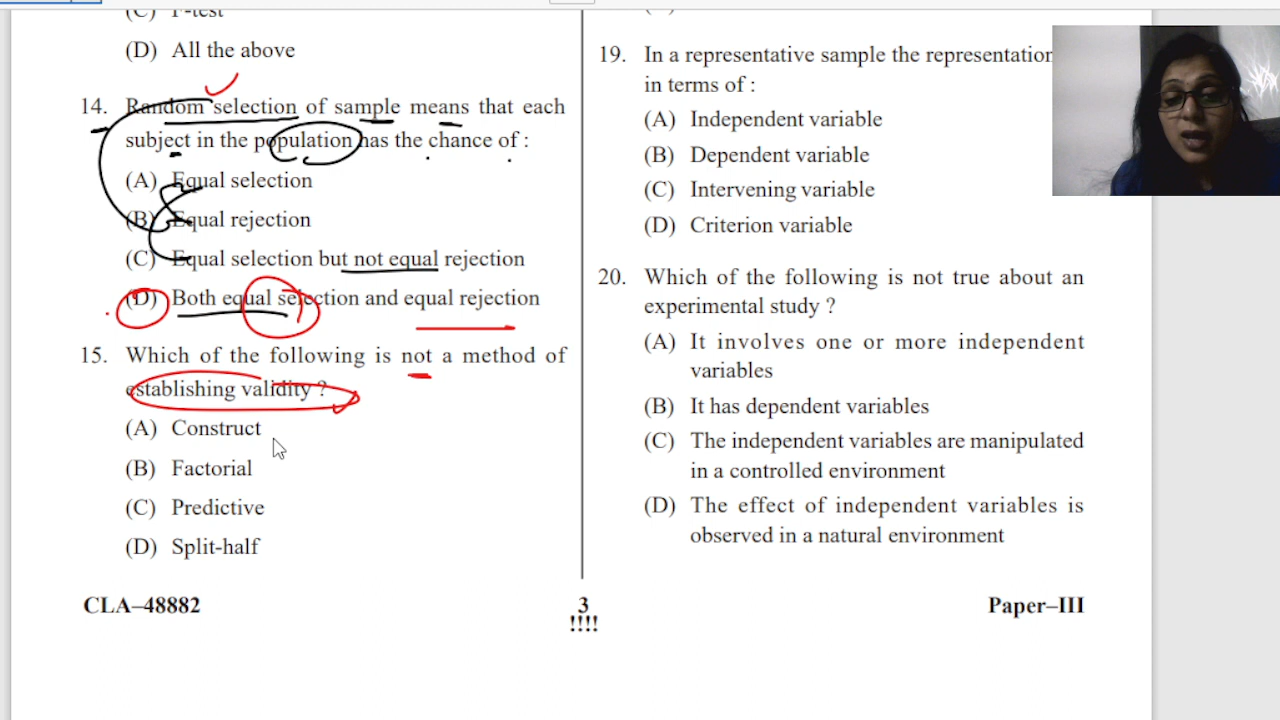 (D) All the above
14. Random selection of sample means that each
subject in the population has the chance of :
(A) Equal selection
(B) Equal rejection
(C) Equal selection but not equal rejection
(D) Both equal selection and equal rejection
15. Which of the following is not a method of
establishing validity ?
(A) Construct
(B) Factorial
(C) Predictive
(D) Split-half
19. In a representative sample the representation
in terms of :
(A) Independent variable
(B) Dependent variable
(C) Intervening variable
(D) Criterion variable
20. Which of the following is not true about an
experimental study ?
(A) It involves one or more independent
variables
(B) It has dependent variables
(C) The independent variables are manipulated
in a controlled environment
(D) The effect of independent variables is
observed in a natural environment
CLA–48882
3
!!!!
Paper–III